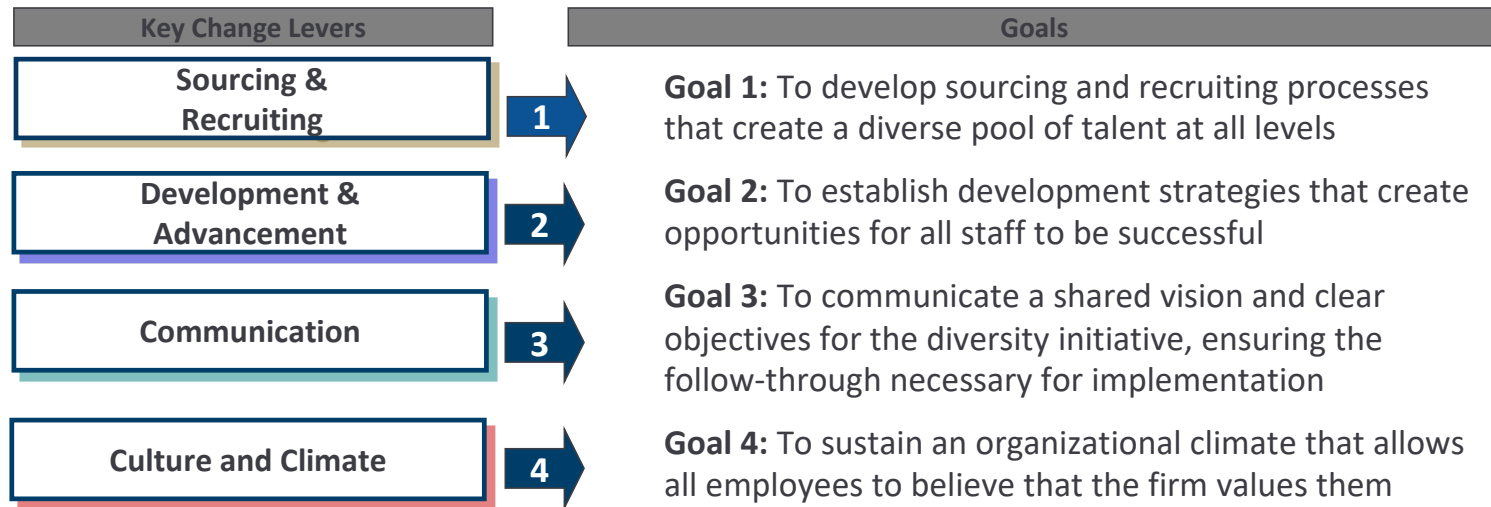 Key Change Levers
Goals
Sourcing &
Recruiting
1
Goal 1: To develop sourcing and recruiting processes
that create a diverse pool of talent at all levels
Development &
Advancement
2
Goal 2: To establish development strategies that create
opportunities for all staff to be successful
Communication
3
Goal 3: To communicate a shared vision and clear
objectives for the diversity initiative, ensuring the
follow-through necessary for implementation
Culture and Climate
4
Goal 4: To sustain an organizational climate that allows
all employees to believe that the firm values them